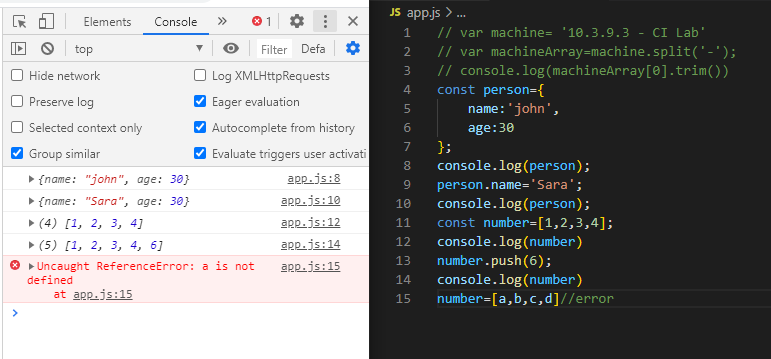 Elements Console » 1
top Filter Defa
Hide network Log XMLHttpRequests
Preserve log Eager evaluation
Selected context only Autocomplete from history
Group similar Evaluate triggers user activati
{name: "john", age: 30} app.js:8
{name: "Sara", age: 30} app.js:10
(4) [1, 2, 3, 4] app.js:12
(5) [1, 2, 3, 4, 6] app.js:14
Uncaught ReferenceError: a is not app.js:15
defined
at app.js:15
>
JS app.js > ...
1 // var machine= '10.3.9.3 - CI Lab'
2 // var machineArray=machine.split('-');
3 // console.log(machineArray[0].trim())
4 const person={
5 name:'john',
6 age:30
7 };
8 console.log(person);
9 person.name='Sara';
10 console.log(person);
11 const number=[1,2,3,4];
12 console.log(number)
13 number.push(6);
14 console.log(number)
15 number=[a,b,c,d]//error